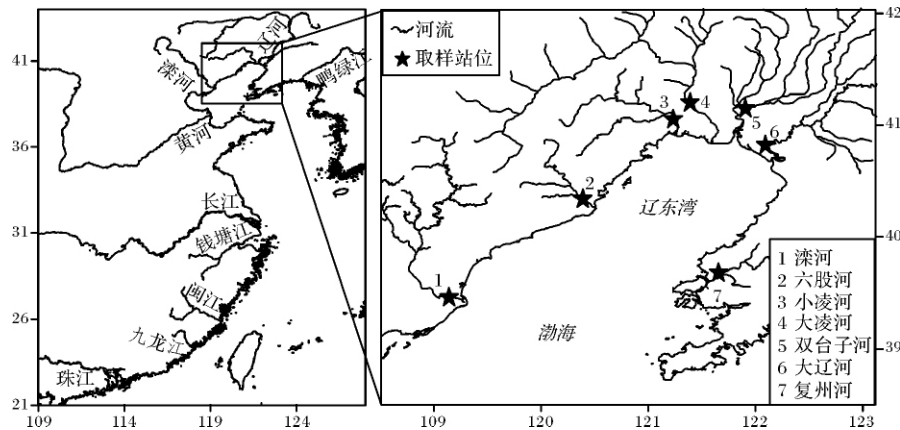 41
36
31
26
21
109
114
119
124
辽河
滦河
鸭绿江
黄河
长江
钱塘江
闽江
九龙江
珠江
河流
取样站位
42
41
40
39
109
120
121
122
123
1
2
3
4
5
6
7
辽东湾
渤海
1 滦河
2 六股河
3 小凌河
4 大凌河
5 双台子河
6 大辽河
7 复州河